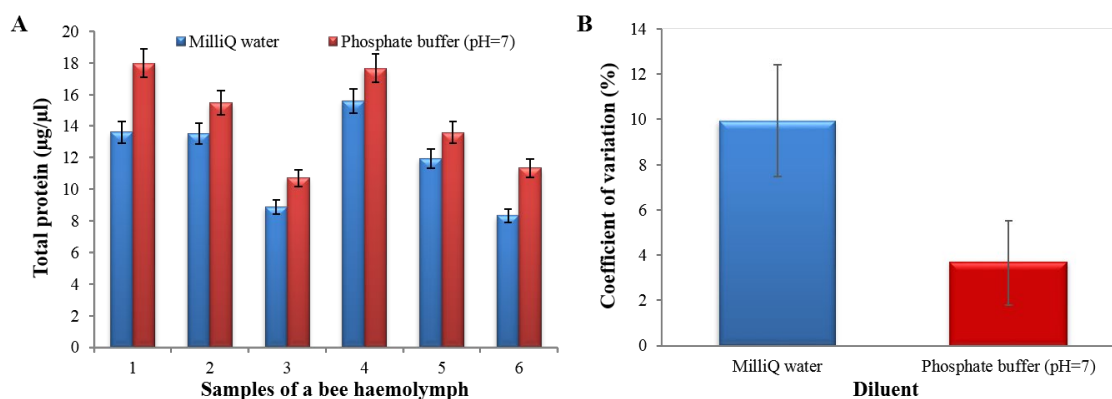 A
MilliQ water
Phosphate buffer (pH=7)
Total protein (µg/µl)
20
18
16
14
12
10
8
6
4
2
0
1 2 3 4 5 6
Samples of a bee haemolymph
B
Coefficient of variation (%)
14
12
10
8
6
4
2
0
MilliQ water Phosphate buffer (pH=7)
Diluent